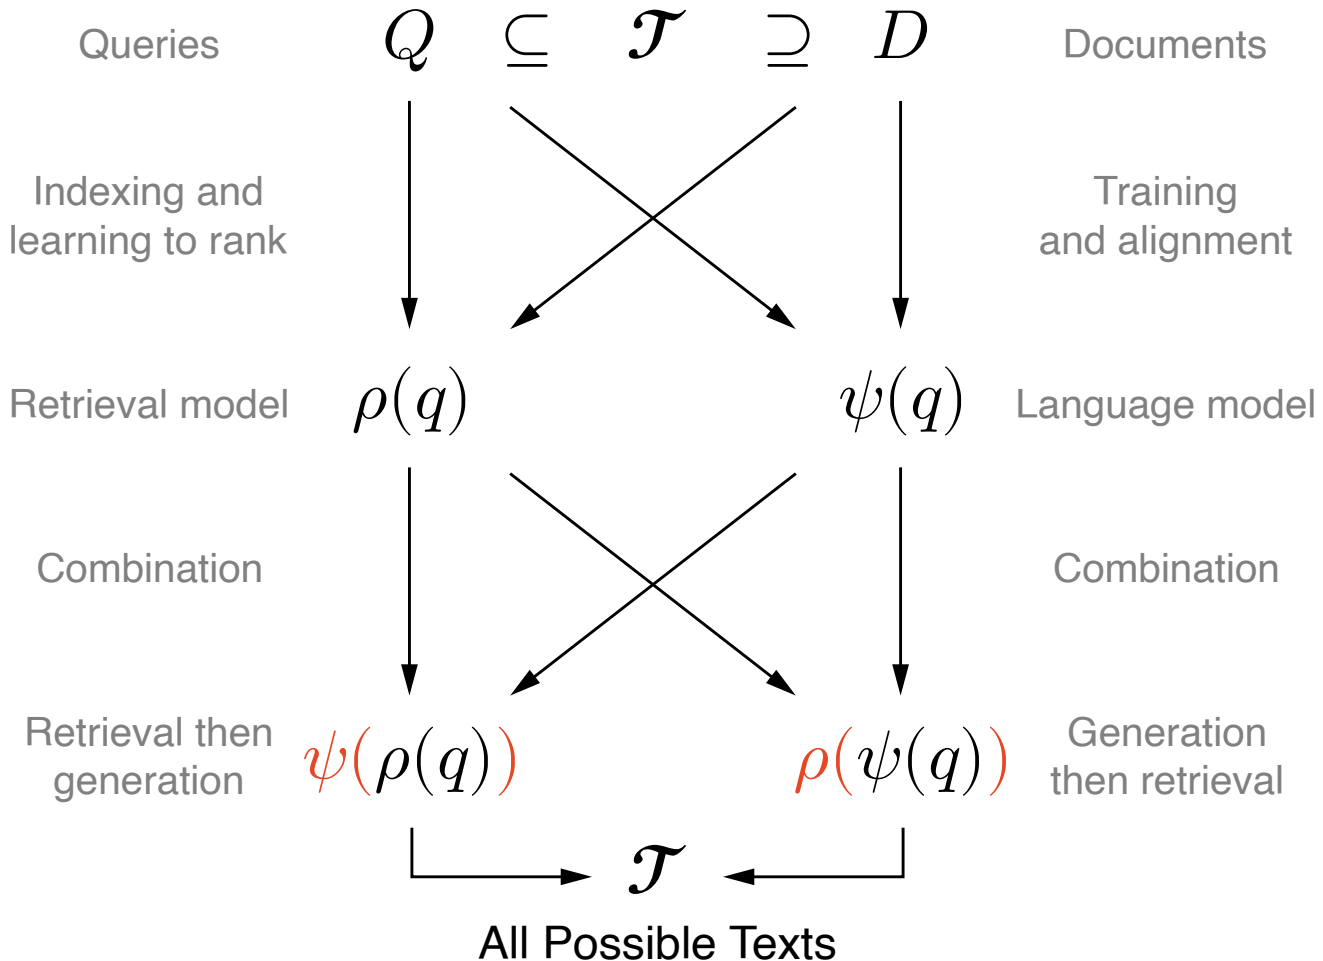 Queries Q ⊆ 𝓣 ⊇ D Documents
Indexing and
learning to rank
Training
and alignment
Retrieval model ρ(q) ψ(q) Language model
Combination Combination
Retrieval then
generation
ψ(ρ(q)) ρ(ψ(q))
Generation
then retrieval
𝓣
All Possible Texts